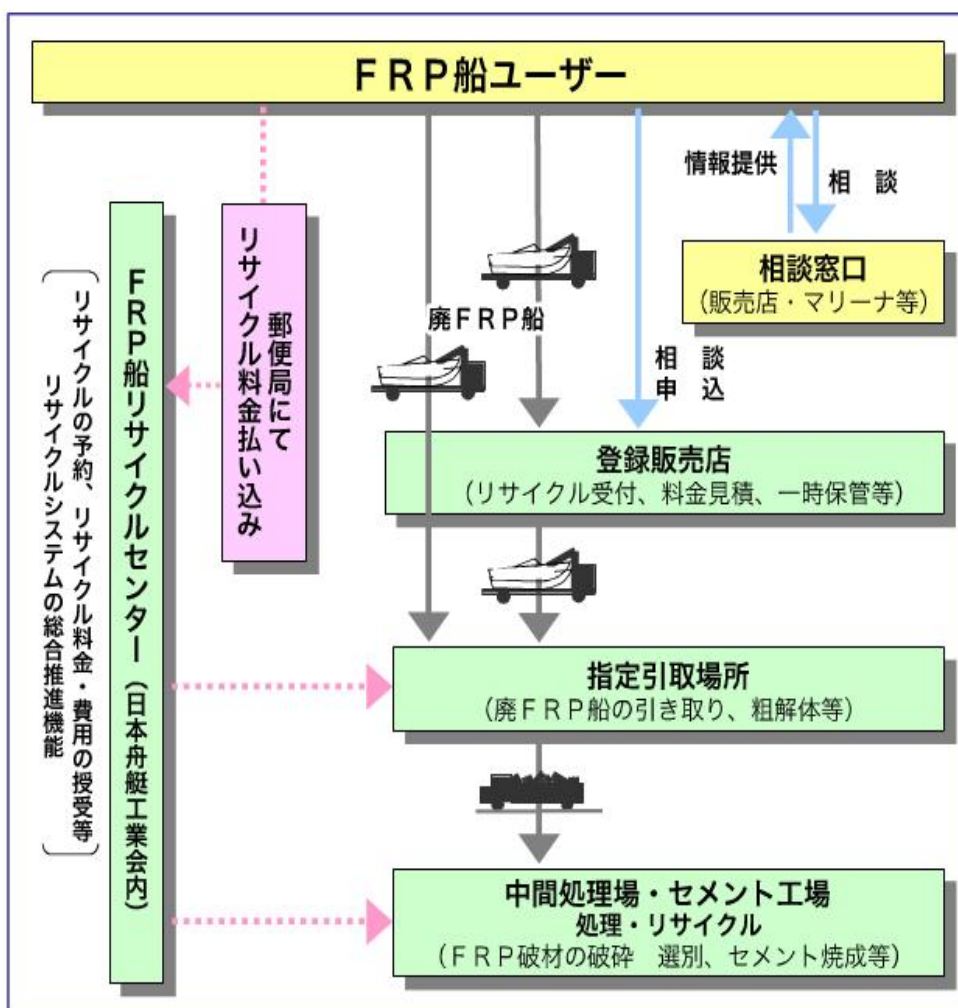 ＦＲＰ船ユーザー
情報提供
相　談
相談窓口
（販売店・マリーナ等）
廃ＦＲＰ船
相　談
申　込
郵便局にて
リサイクル料金払い込み
ＦＲＰ船リサイクルセンター（日本舟艇工業会内）
リサイクルの予約、リサイクル料金・費用の授受等
リサイクルシステムの総合推進機能
登録販売店
（リサイクル受付、料金見積、一時保管等）
指定引取場所
（廃ＦＲＰ船の引き取り、粗解体等）
中間処理場・セメント工場
処理・リサイクル
（ＦＲＰ破材の破砕　選別、セメント焼成等）